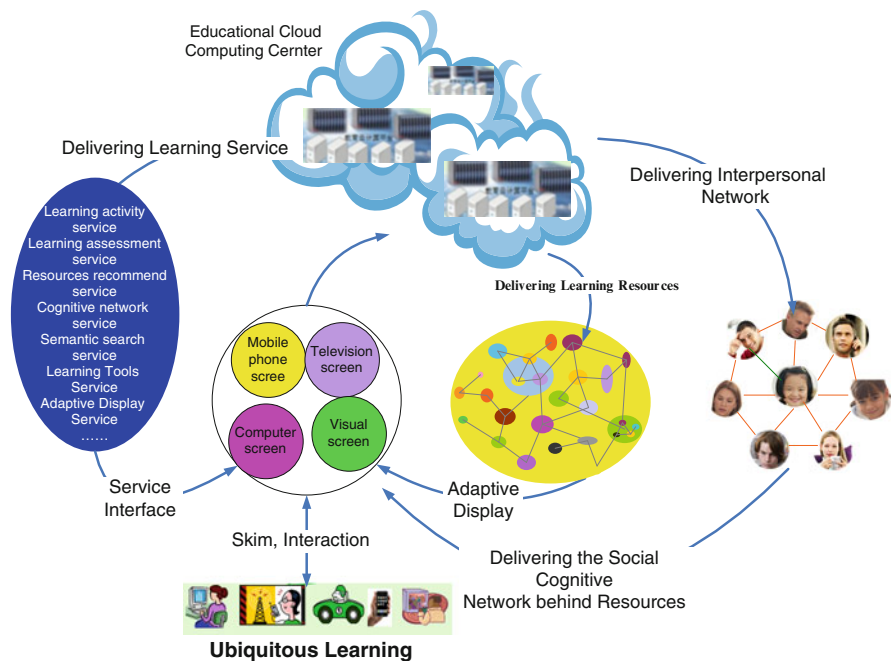 Educational Cloud
Computing Cernter
Delivering Learning Service
Delivering Interpersonal
Network
Learning activity
service
Learning assessment
service
Resources recommend
service
Cognitive network
service
Semantic search
service
Learning Tools
Service
Adaptive Display
Service
……
Delivering Learning Resources
Mobile
phone
scree
Television
screen
Computer
screen
Visual
screen
Service
Interface
Adaptive
Display
Skim, Interaction
Delivering the Social
Cognitive
Network behind Resources
Ubiquitous Learning